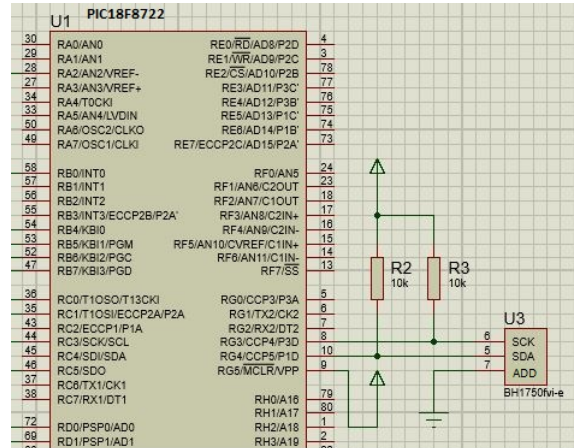 U1 PIC18F8722
30 RA0/AN0 RE0/RD/AD8/P2D 4
29 RA1/AN1 RE1/WR/AD9/P2C 3
28 RA2/AN2/VREF- RE2/CS/AD10/P2B 78
27 RA3/AN3/VREF+ RE3/AD11/P3C' 77
34 RA4/T0CKI RE4/AD12/P3B' 76
33 RA5/AN4/LVDIN RE5/AD13/P1C' 75
50 RA6/OSC2/CLKO RE6/AD14/P1B' 74
49 RA7/OSC1/CLKI RE7/ECCP2C/AD15/P2A' 73
58 RB0/INT0 RF0/AN5 24
57 RB1/INT1 RF1/AN6/C2OUT 23
56 RB2/INT2 RF2/AN7/C1OUT 18
55 RB3/INT3/ECCP2B/P2A' RF3/AN8/C2IN+ 17
54 RB4/KBI0 RF4/AN9/C2IN- 16
53 RB5/KBI1/PGM RF5/AN10/CVREF/C1IN+ 15
52 RB6/KBI2/PGC RF6/AN11/C1IN- 14
47 RB7/KBI3/PGD RF7/SS 13
R2
10k
R3
10k
36 RC0/T1OSO/T13CKI RG0/CCP3/P3A 5
35 RC1/T1OSI/ECCP2A/P2A RG1/TX2/CK2 6
43 RC2/ECCP1/P1A RG2/RX2/DT2 7
44 RC3/SCK/SCL RG3/CCP4/P3D 8
45 RC4/SDI/SDA RG4/CCP5/P1D 10
46 RC5/SDO RG5/MCLR/VPP 9
37 RC6/TX1/CK1
38 RC7/RX1/DT1 RH0/A16 79
RH1/A17 80
72 RD0/PSP0/AD0 RH2/A18 1
69 RD1/PSP1/AD1 RH3/A19 2
U3
6 SCK
5 SDA
7 ADD
BH1750fvi-e